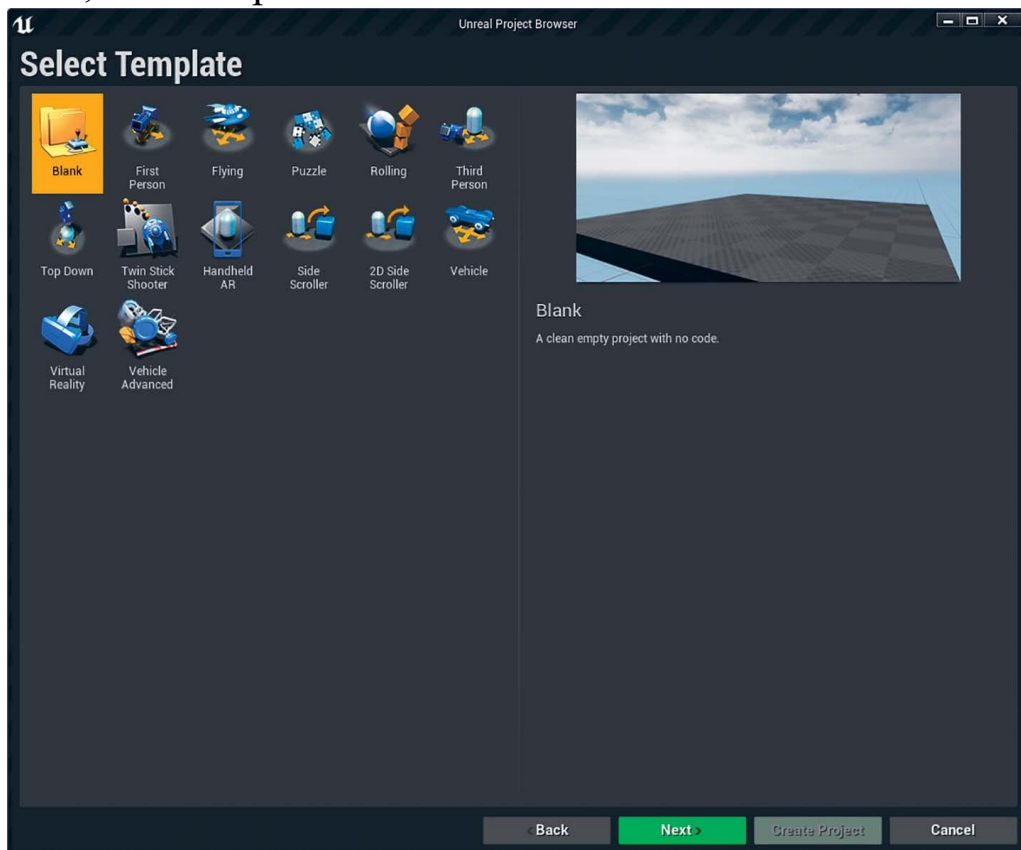 Unreal Project Browser
Select Template
Blank
First
Person
Flying
Puzzle
Rolling
Third
Person
Top Down
Twin Stick
Shooter
Handheld
AR
Side
Scroller
2D Side
Scroller
Vehicle
Virtual
Reality
Vehicle
Advanced
Blank
A clean empty project with no code.
< Back
Next >
Create Project
Cancel